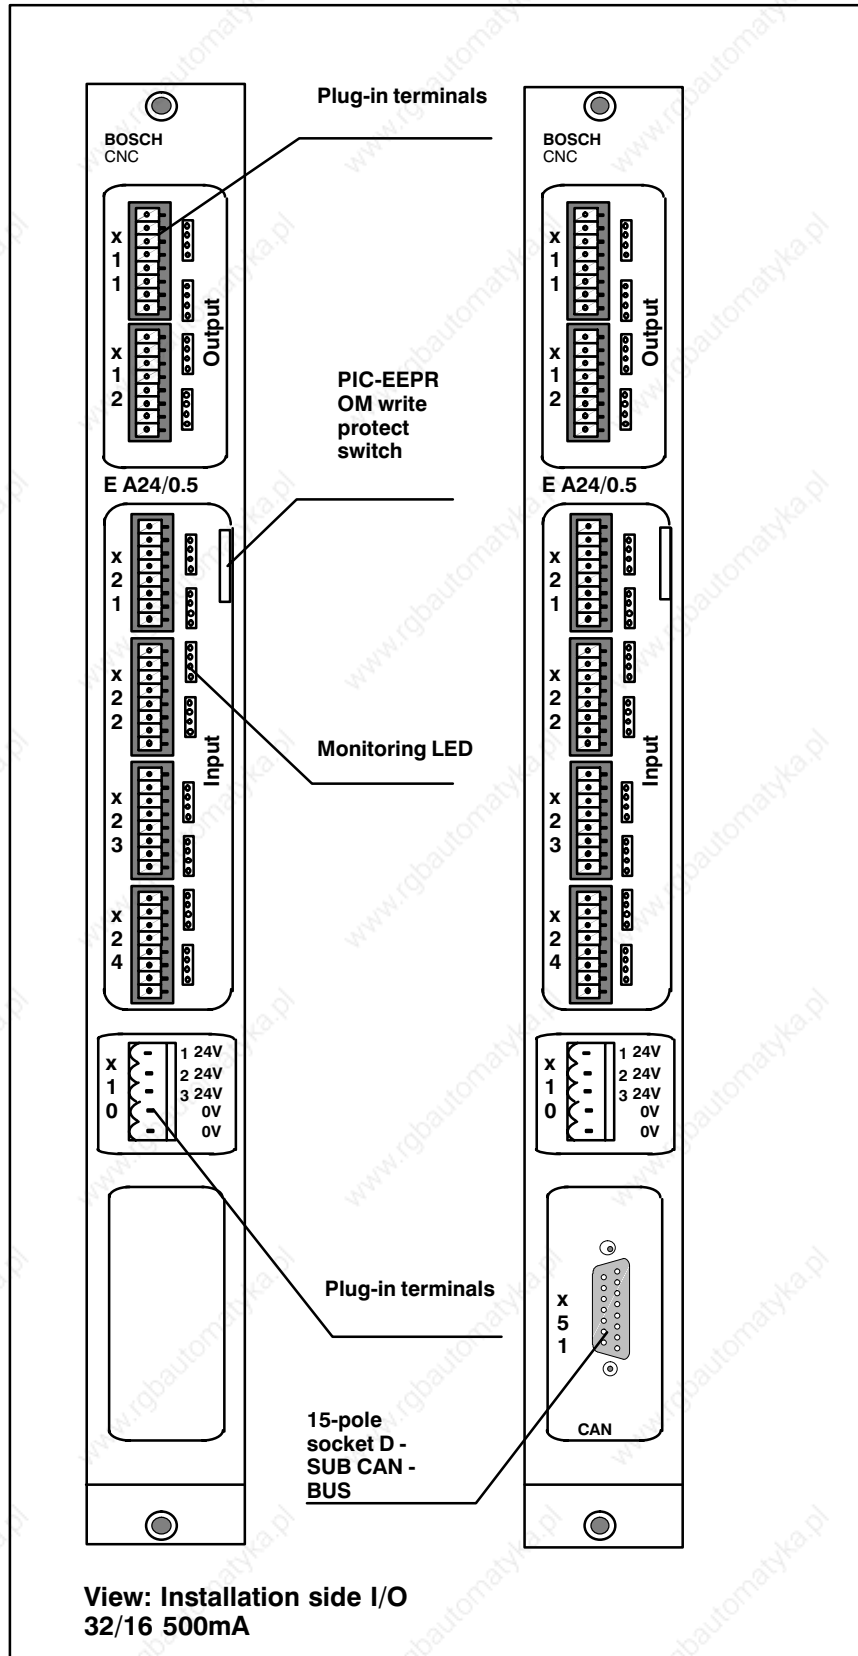 Plug-in terminals
BOSCH
CNC
x
1
1
x
1
2
Output
E A24/0.5
PIC-EEPR
OM write
protect
switch
x
2
1
x
2
2
x
2
3
x
2
4
Input
Monitoring LED
x
1
0
1 24V
2 24V
3 24V
0V
0V
Plug-in terminals
15-pole
socket D -
SUB CAN -
BUS
BOSCH
CNC
x
1
1
x
1
2
Output
E A24/0.5
x
2
1
x
2
2
x
2
3
x
2
4
Input
x
1
0
1 24V
2 24V
3 24V
0V
0V
x
5
1
CAN
View: Installation side I/O
32/16 500mA
www.rgbautomatyka.pl